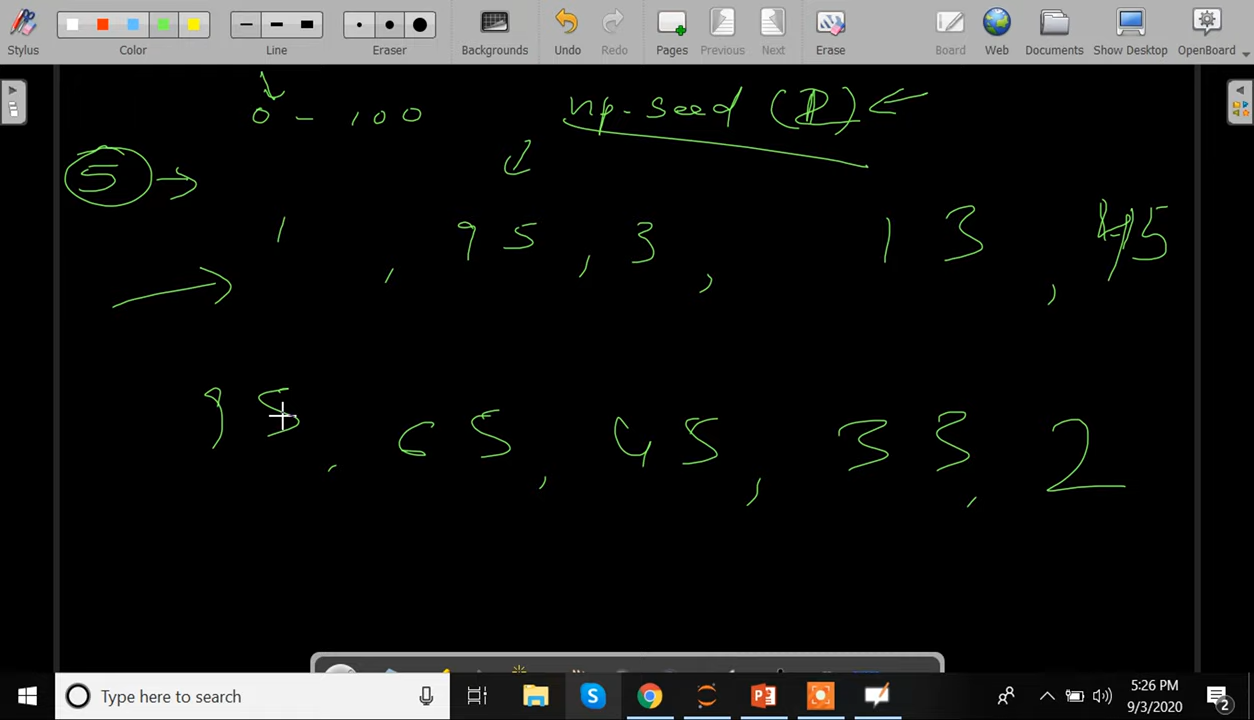 Stylus Color Line Eraser Backgrounds Undo Redo Pages Previous Next Erase Board Web Documents Show Desktop OpenBoard
0 - 100 np-seed (1)
5
1 , 95 , 3 , 13 , 45
95 , 65 , 45 , 33 , 2
Type here to search
5:26 PM
9/3/2020
2